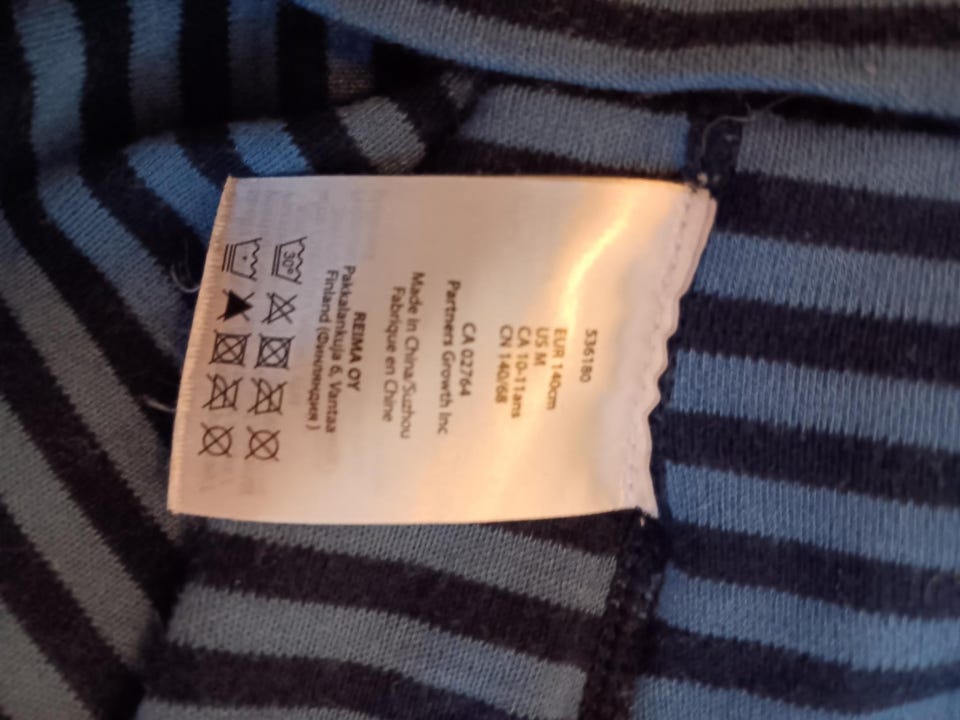 536180
EUR 140cm
US M
CA 10-11ans
CN 140/68
CA 02764
Partners Growth Inc
Made in China/Suzhou
Fabrique en Chine
REIMA OY
Pakkalankuja 6, Vantaa
Finland (Финляндия)
30°